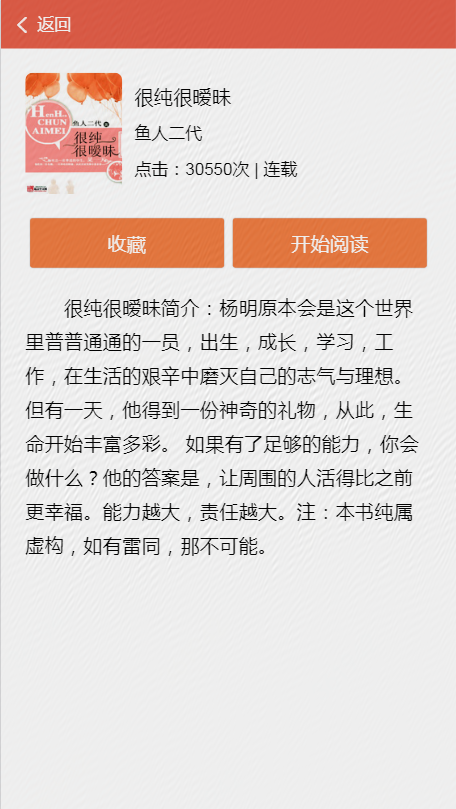 返回
HenH..
CHUN
AIMEI
鱼人二代
很纯
很暧昧
很纯很暧昧
鱼人二代
点击：30550次 | 连载
收藏
开始阅读
很纯很暧昧简介：杨明原本会是这个世界
里普普通通的一员，出生，成长，学习，工
作，在生活的艰辛中磨灭自己的志气与理想。
但有一天，他得到一份神奇的礼物，从此，生
命开始丰富多彩。 如果有了足够的能力，你会
做什么？他的答案是，让周围的人活得比之前
更幸福。能力越大，责任越大。注：本书纯属
虚构，如有雷同，那不可能。